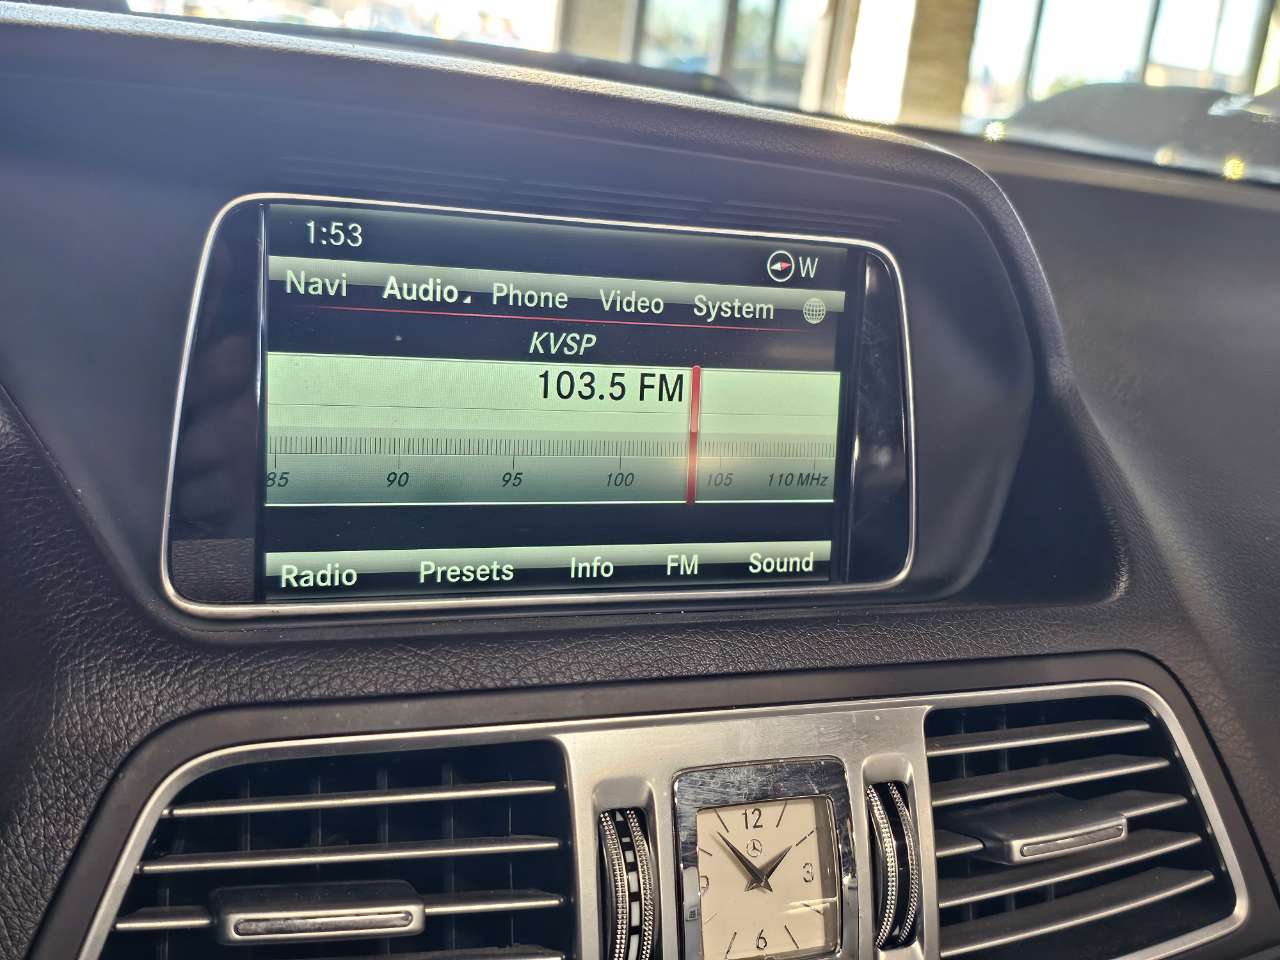 1:53
W
Navi Audio Phone Video System
KVSP
103.5 FM
85 90 95 100 105 110 MHz
Radio Presets Info FM Sound
12
3
9
6